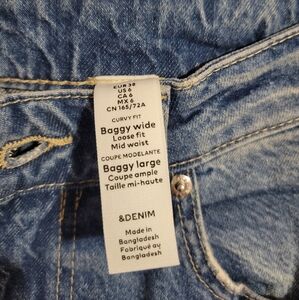 EUR 38
US 6
CA 6
MX 6
CN 165/72A
CURVY FIT
Baggy wide
Loose fit
Mid waist
COUPE MODELANTE
Baggy large
Coupe ample
Taille mi-haute
&DENIM
Made in
Bangladesh
Fabriqué au
Bangladesh